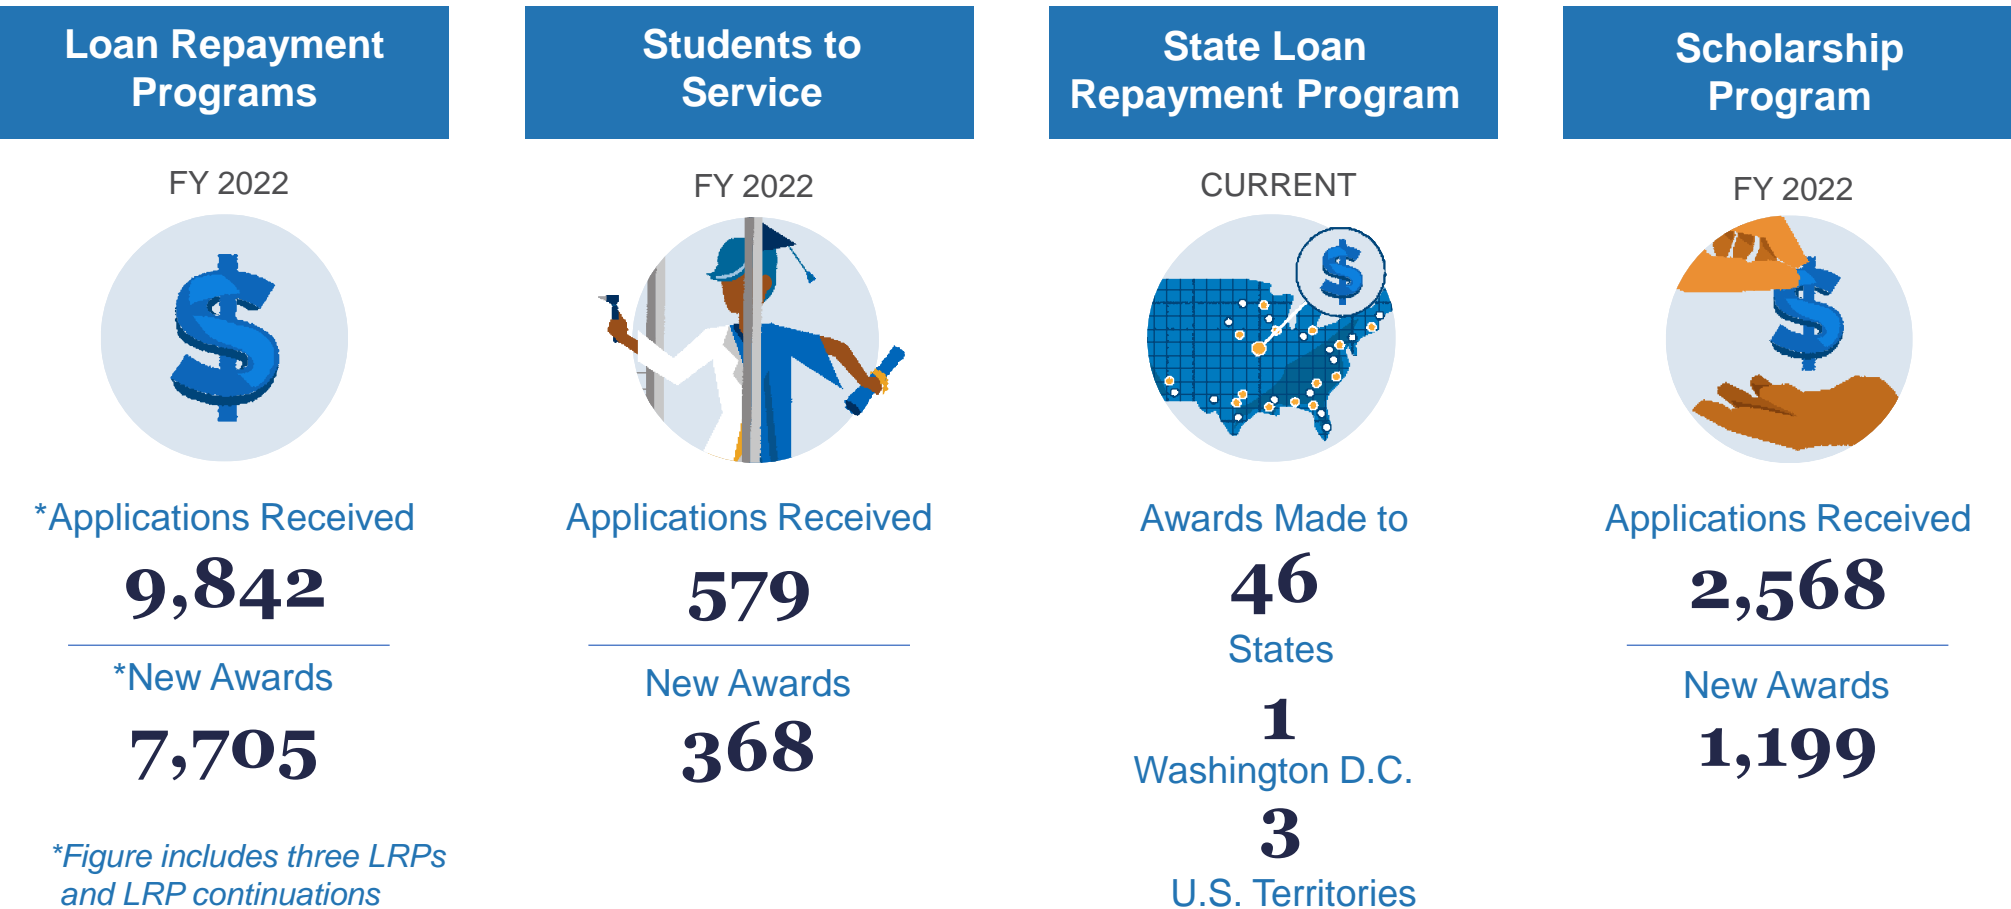 Loan Repayment
Programs
FY 2022
*Applications Received
9,842
*New Awards
7,705
*Figure includes three LRPs
and LRP continuations
Students to
Service
FY 2022
Applications Received
579
New Awards
368
State Loan
Repayment Program
CURRENT
$
Awards Made to
46
States
1
Washington D.C.
3
U.S. Territories
Scholarship
Program
FY 2022
Applications Received
2,568
New Awards
1,199